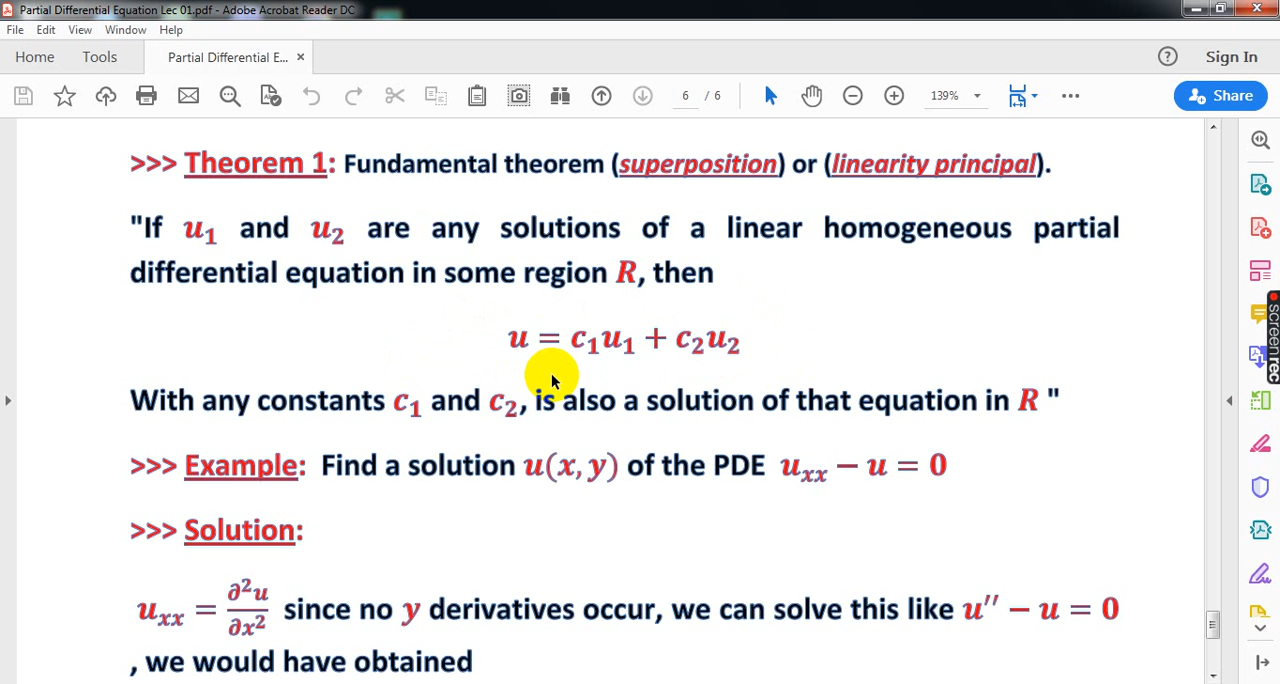 Partial Differential Equation Lec 01.pdf - Adobe Acrobat Reader DC
File Edit View Window Help
Home Tools Partial Differential E... × ? Sign In
6 / 6 139% Share
>>> Theorem 1: Fundamental theorem (superposition) or (linearity principal).
"If u₁ and u₂ are any solutions of a linear homogeneous partial
differential equation in some region R, then
u = c₁u₁ + c₂u₂
With any constants c₁ and c₂, is also a solution of that equation in R "
>>> Example: Find a solution u(x, y) of the PDE uₓₓ − u = 0
>>> Solution:
uₓₓ = ∂²u/∂x² since no y derivatives occur, we can solve this like u′′ − u = 0
, we would have obtained
screenrec